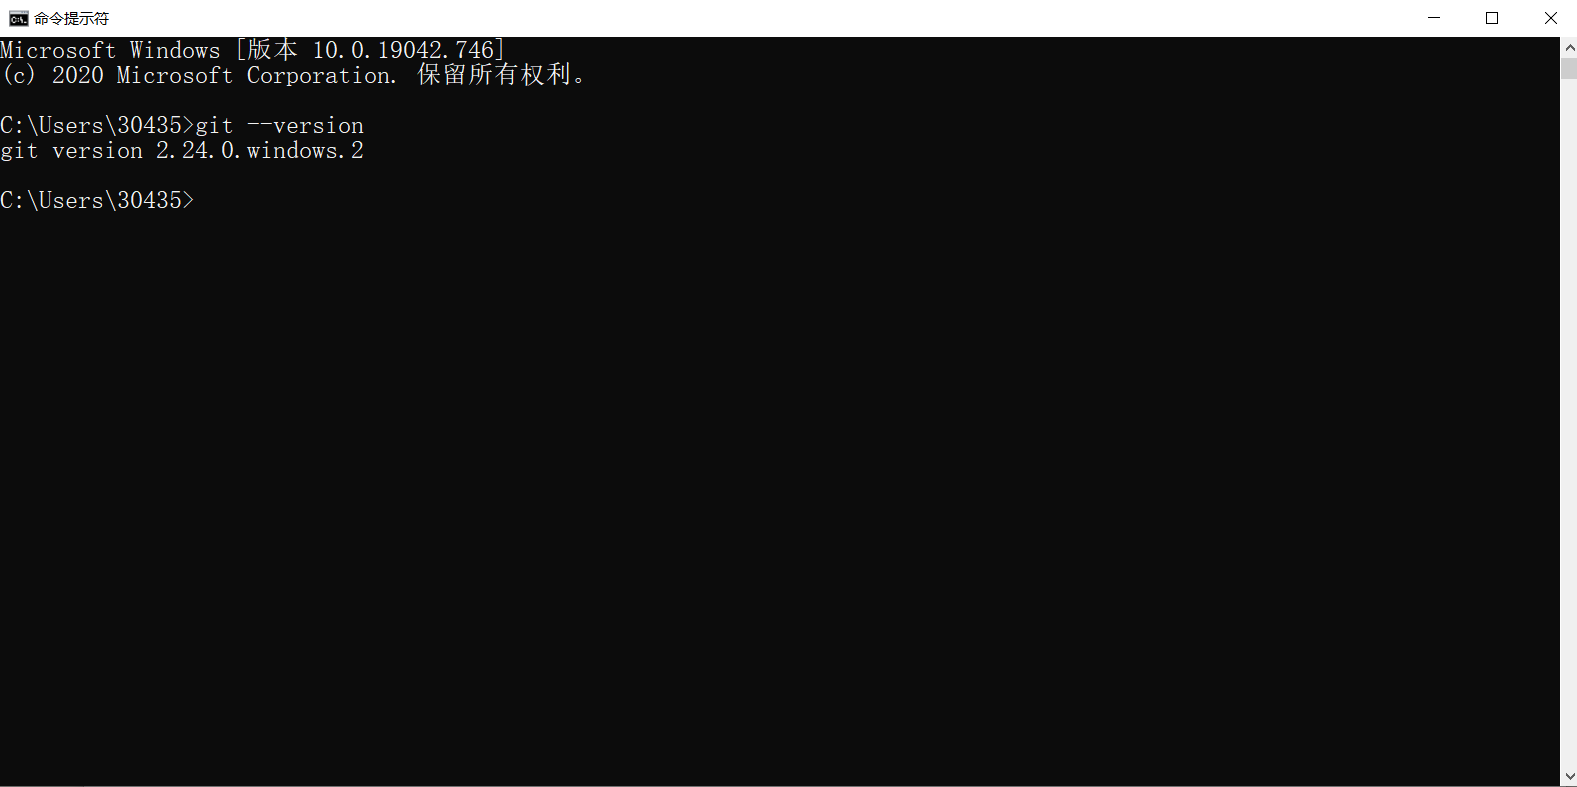 命令提示符
Microsoft Windows [版本 10.0.19042.746]
(c) 2020 Microsoft Corporation. 保留所有权利。
C:\Users\30435>git --version
git version 2.24.0.windows.2
C:\Users\30435>